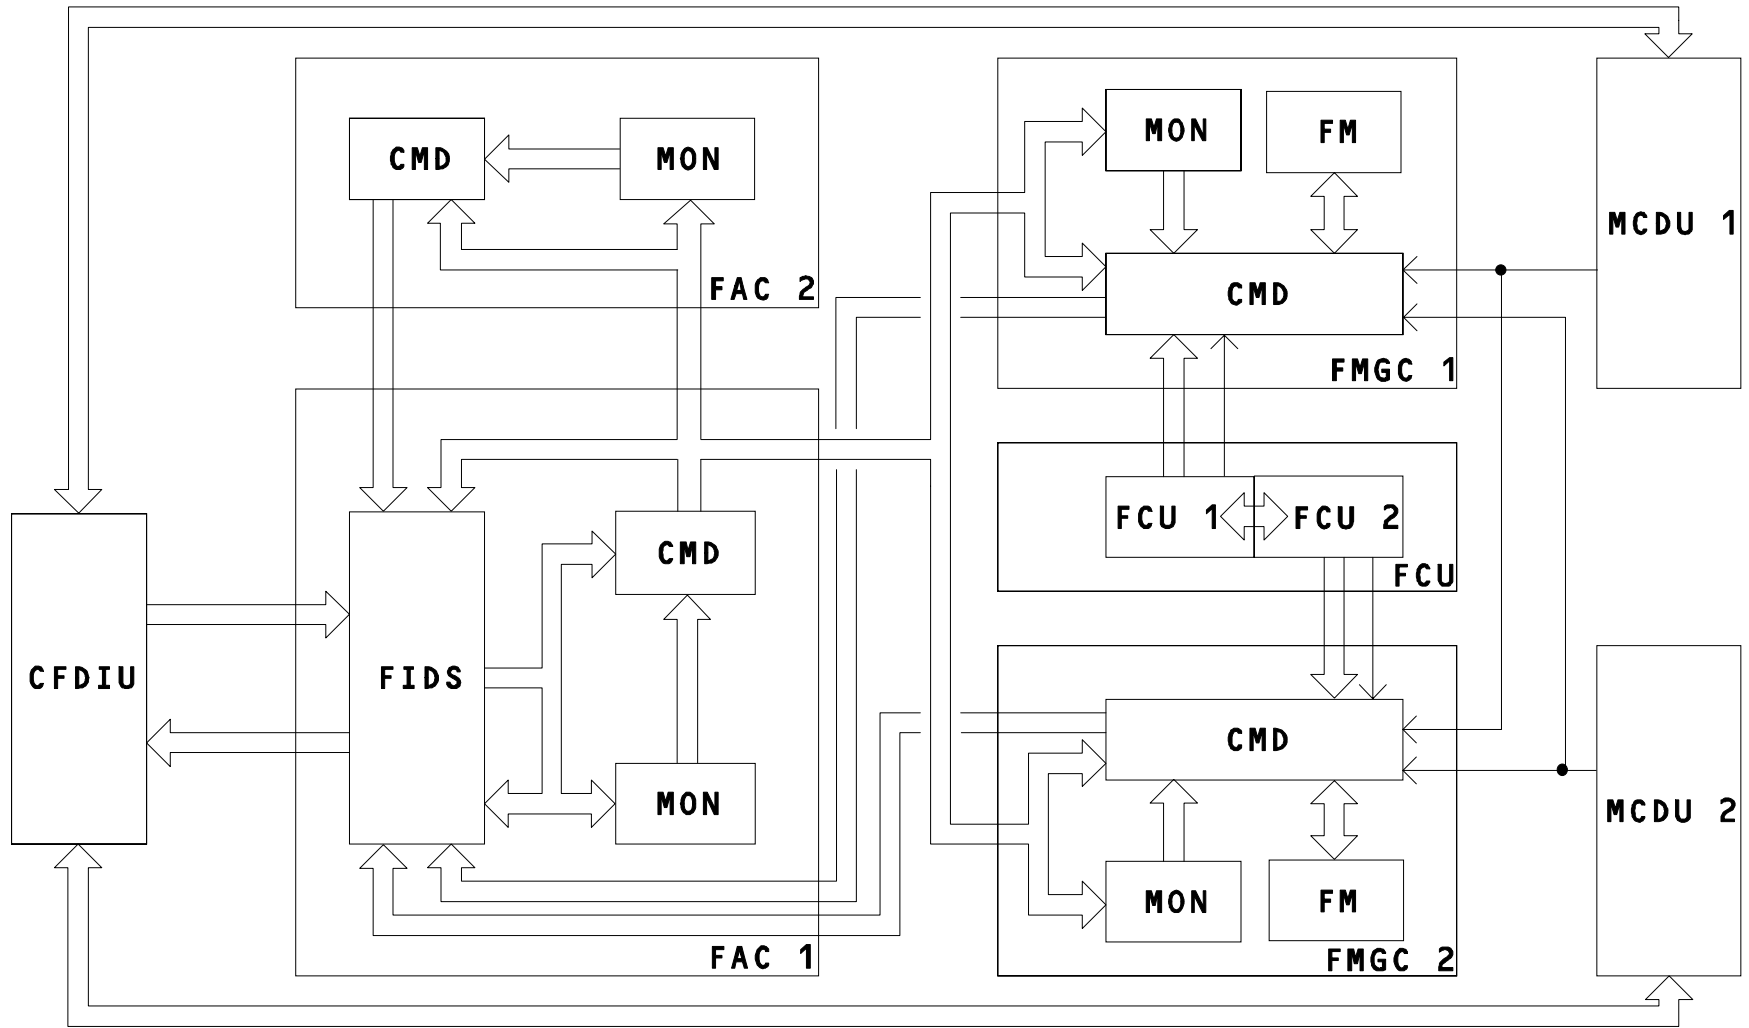 MON
FM
CMD
MON
MCDU 1
FAC 2
CMD
FMGC 1
FCU 1
FCU 2
CMD
FCU
CFDIU
FIDS
CMD
MON
MCDU 2
MON
FM
FAC 1
FMGC 2